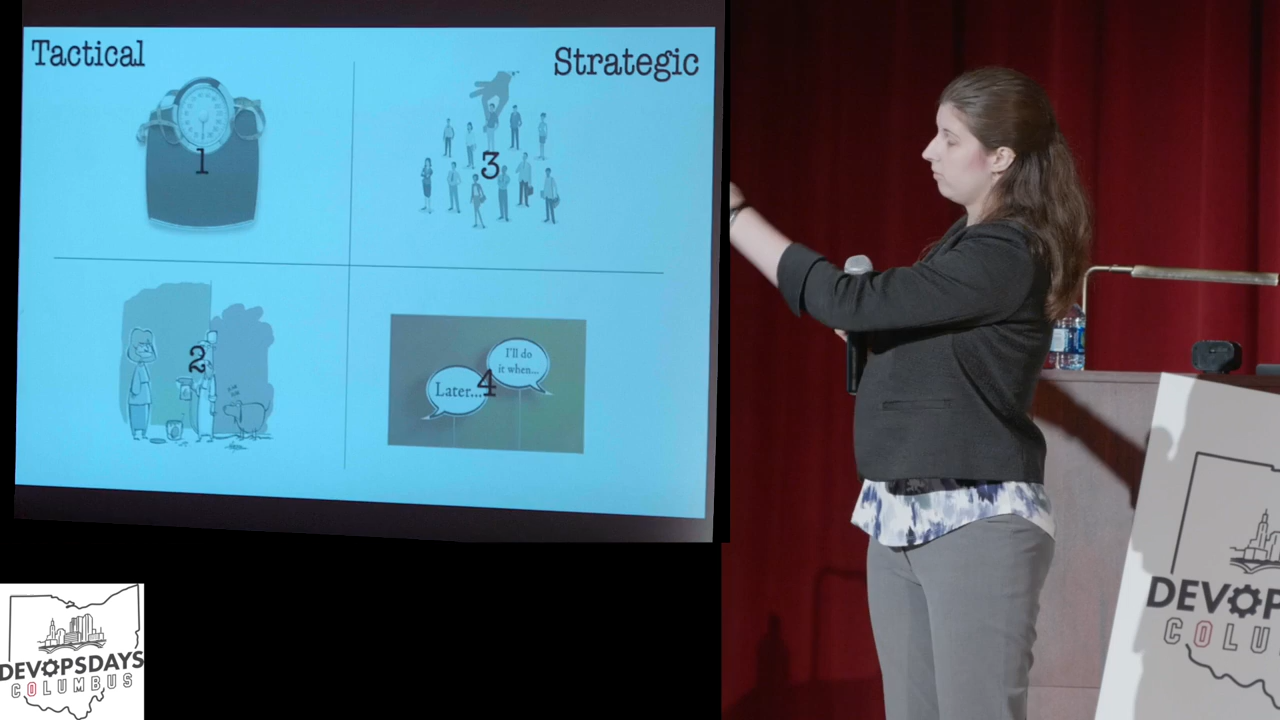 Tactical
Strategic
1
3
2
4
Later...
I'll do
it when...
DEVOPSDAYS
COLUMBUS
DEVOPS
COLU